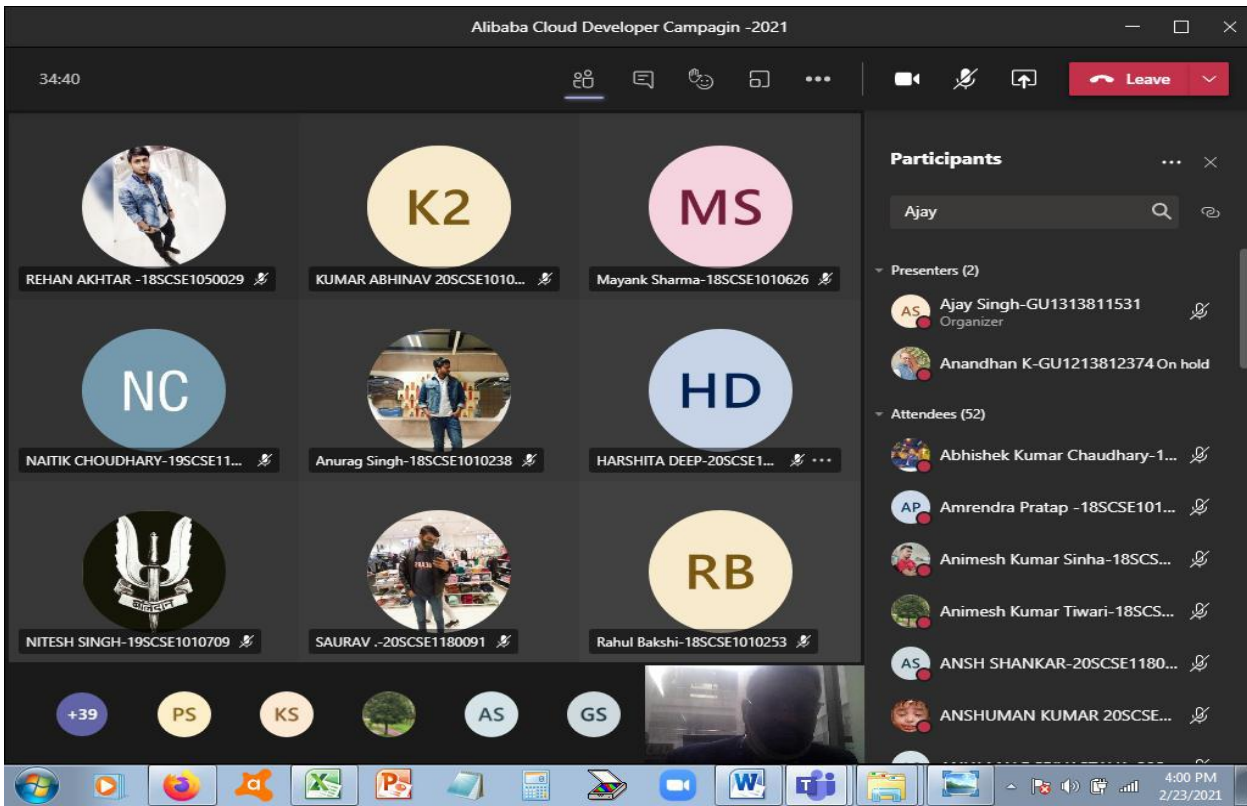 Alibaba Cloud Developer Campagin -2021
34:40
Leave
K2
MS
REHAN AKHTAR -18SCSE1050029
KUMAR ABHINAV 20SCSE1010...
Mayank Sharma-18SCSE1010626
NC
HD
NAITIK CHOUDHARY-19SCSE11...
Anurag Singh-18SCSE1010238
HARSHITA DEEP-20SCSE1...
बलिदान
RB
NITESH SINGH-19SCSE1010709
SAURAV .-20SCSE1180091
Rahul Bakshi-18SCSE1010253
+39
PS
KS
AS
GS
Participants
Ajay
Presenters (2)
AS
Ajay Singh-GU1313811531
Organizer
Anandhan K-GU1213812374 On hold
Attendees (52)
Abhishek Kumar Chaudhary-1...
AP
Amrendra Pratap -18SCSE101...
Animesh Kumar Sinha-18SCS...
Animesh Kumar Tiwari-18SCS...
AS
ANSH SHANKAR-20SCSE1180...
ANSHUMAN KUMAR 20SCSE...
4:00 PM
2/23/2021